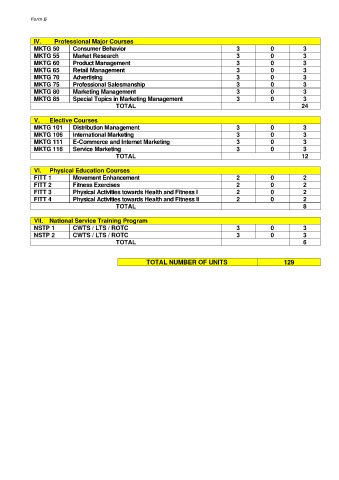 Form B
IV. Professional Major Courses
MKTG 50 Consumer Behavior 3 0 3
MKTG 55 Market Research 3 0 3
MKTG 60 Product Management 3 0 3
MKTG 65 Retail Management 3 0 3
MKTG 70 Advertising 3 0 3
MKTG 75 Professional Salesmanship 3 0 3
MKTG 80 Marketing Management 3 0 3
MKTG 85 Special Topics in Marketing Management 3 0 3
TOTAL 24
V. Elective Courses
MKTG 101 Distribution Management 3 0 3
MKTG 106 International Marketing 3 0 3
MKTG 111 E-Commerce and Internet Marketing 3 0 3
MKTG 116 Service Marketing 3 0 3
TOTAL 12
VI. Physical Education Courses
FITT 1 Movement Enhancement 2 0 2
FITT 2 Fitness Exercises 2 0 2
FITT 3 Physical Activities towards Health and Fitness I 2 0 2
FITT 4 Physical Activities towards Health and Fitness II 2 0 2
TOTAL 8
VII. National Service Training Program
NSTP 1 CWTS / LTS / ROTC 3 0 3
NSTP 2 CWTS / LTS / ROTC 3 0 3
TOTAL 6
TOTAL NUMBER OF UNITS 129